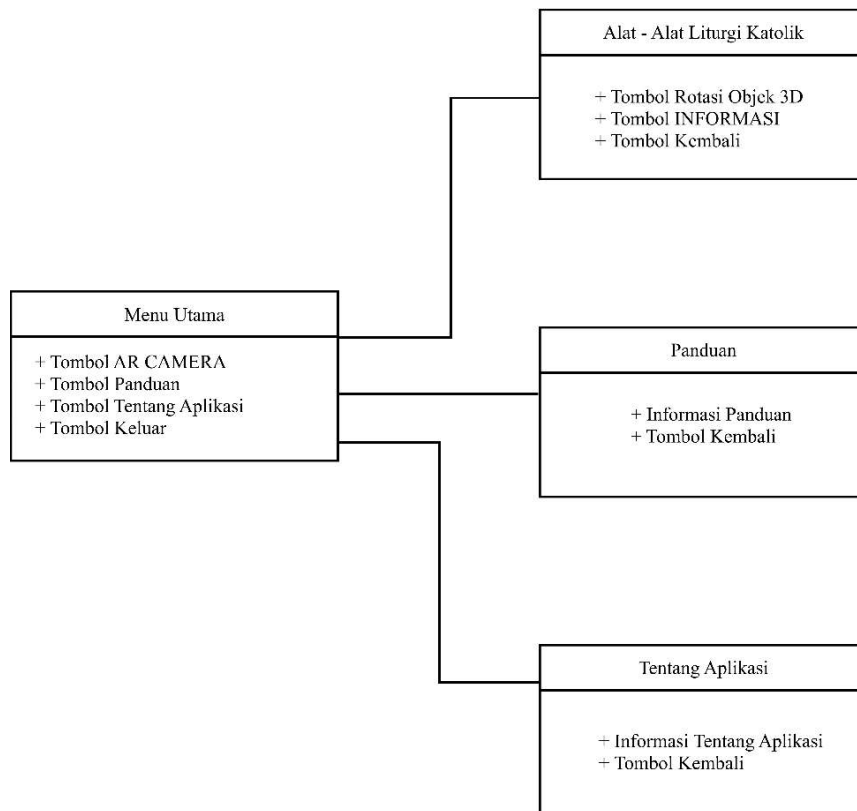 Alat - Alat Liturgi Katolik
+ Tombol Rotasi Objek 3D
+ Tombol INFORMASI
+ Tombol Kembali
Menu Utama
+ Tombol AR CAMERA
+ Tombol Panduan
+ Tombol Tentang Aplikasi
+ Tombol Keluar
Panduan
+ Informasi Panduan
+ Tombol Kembali
Tentang Aplikasi
+ Informasi Tentang Aplikasi
+ Tombol Kembali